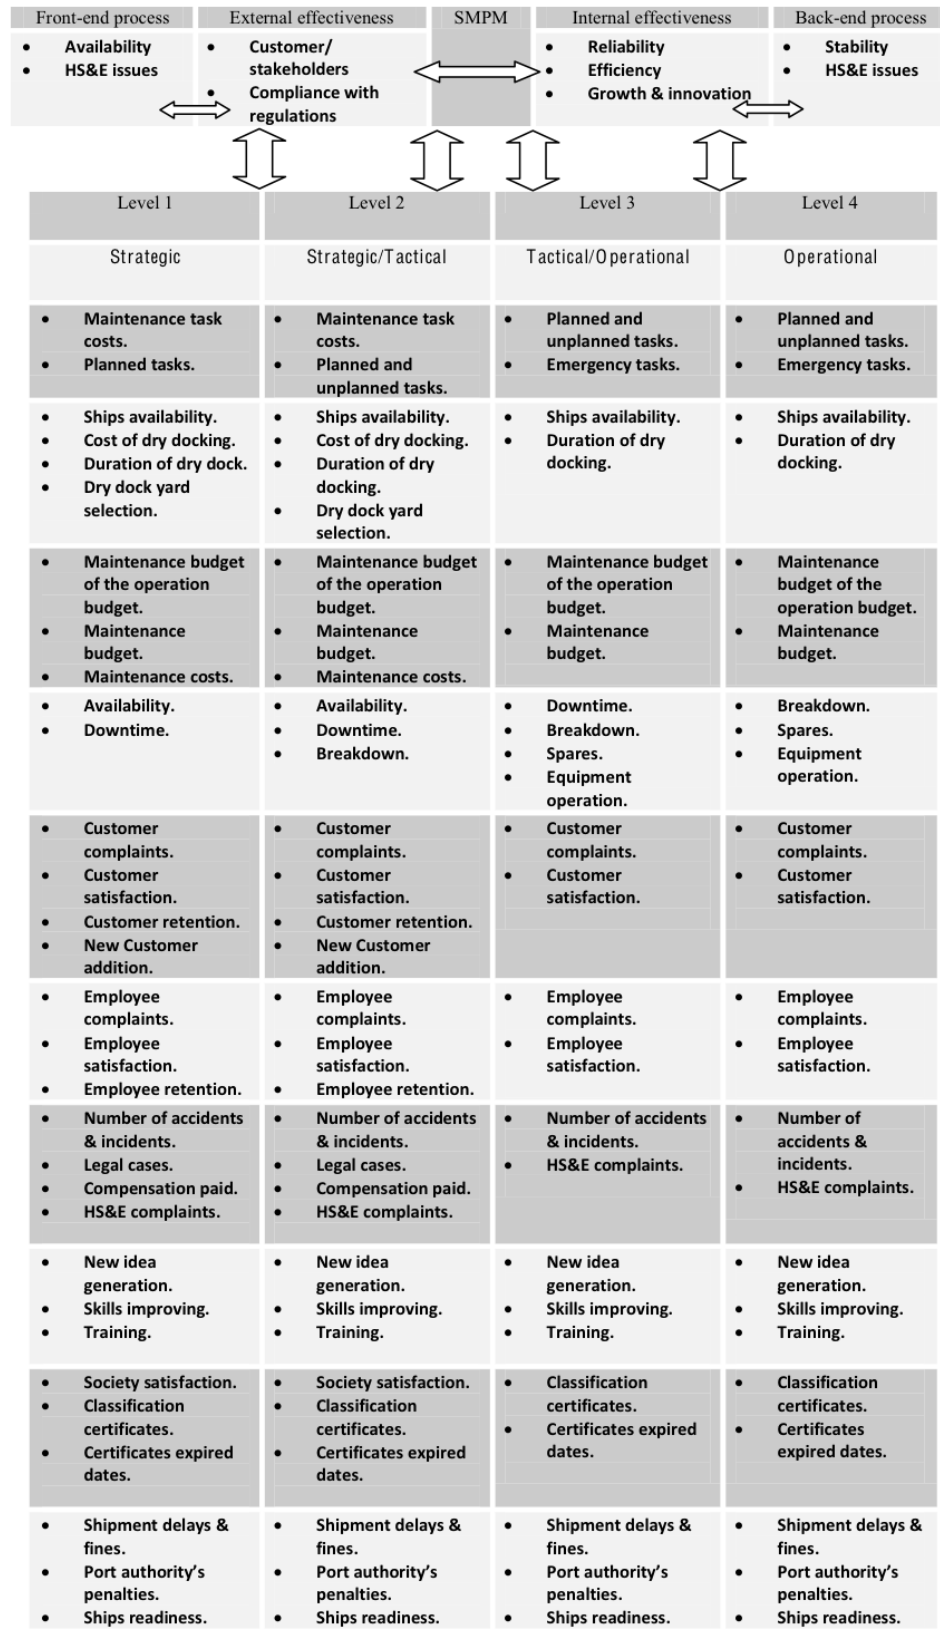 Front-end process
External effectiveness
SMPM
Internal effectiveness
Back-end process
• Availability
• HS&E issues
• Customer/
stakeholders
• Compliance with
regulations
• Reliability
• Efficiency
• Growth & innovation
• Stability
• HS&E issues
Level 1
Level 2
Level 3
Level 4
Strategic
Strategic/Tactical
Tactical/Operational
Operational
• Maintenance task
costs.
• Planned tasks.
• Maintenance task
costs.
• Planned and
unplanned tasks.
• Planned and
unplanned tasks.
• Emergency tasks.
• Planned and
unplanned tasks.
• Emergency tasks.
• Ships availability.
• Cost of dry docking.
• Duration of dry dock.
• Dry dock yard
selection.
• Ships availability.
• Cost of dry docking.
• Duration of dry
docking.
• Dry dock yard
selection.
• Ships availability.
• Duration of dry
docking.
• Ships availability.
• Duration of dry
docking.
• Maintenance budget
of the operation
budget.
• Maintenance
budget.
• Maintenance costs.
• Maintenance budget
of the operation
budget.
• Maintenance
budget.
• Maintenance costs.
• Maintenance budget
of the operation
budget.
• Maintenance
budget.
• Maintenance
budget of the
operation budget.
• Maintenance
budget.
• Availability.
• Downtime.
• Availability.
• Downtime.
• Breakdown.
• Downtime.
• Breakdown.
• Spares.
• Equipment
operation.
• Breakdown.
• Spares.
• Equipment
operation.
• Customer
complaints.
• Customer
satisfaction.
• Customer retention.
• New Customer
addition.
• Customer
complaints.
• Customer
satisfaction.
• Customer retention.
• New Customer
addition.
• Customer
complaints.
• Customer
satisfaction.
• Customer
complaints.
• Customer
satisfaction.
• Employee
complaints.
• Employee
satisfaction.
• Employee retention.
• Employee
complaints.
• Employee
satisfaction.
• Employee retention.
• Employee
complaints.
• Employee
satisfaction.
• Employee
complaints.
• Employee
satisfaction.
• Number of accidents
& incidents.
• Legal cases.
• Compensation paid.
• HS&E complaints.
• Number of accidents
& incidents.
• Legal cases.
• Compensation paid.
• HS&E complaints.
• Number of accidents
& incidents.
• HS&E complaints.
• Number of
accidents &
incidents.
• HS&E complaints.
• New idea
generation.
• Skills improving.
• Training.
• New idea
generation.
• Skills improving.
• Training.
• New idea
generation.
• Skills improving.
• Training.
• New idea
generation.
• Skills improving.
• Training.
• Society satisfaction.
• Classification
certificates.
• Certificates expired
dates.
• Society satisfaction.
• Classification
certificates.
• Certificates expired
dates.
• Classification
certificates.
• Certificates expired
dates.
• Classification
certificates.
• Certificates
expired dates.
• Shipment delays &
fines.
• Port authority’s
penalties.
• Ships readiness.
• Shipment delays &
fines.
• Port authority’s
penalties.
• Ships readiness.
• Shipment delays &
fines.
• Port authority’s
penalties.
• Ships readiness.
• Shipment delays &
fines.
• Port authority’s
penalties.
• Ships readiness.